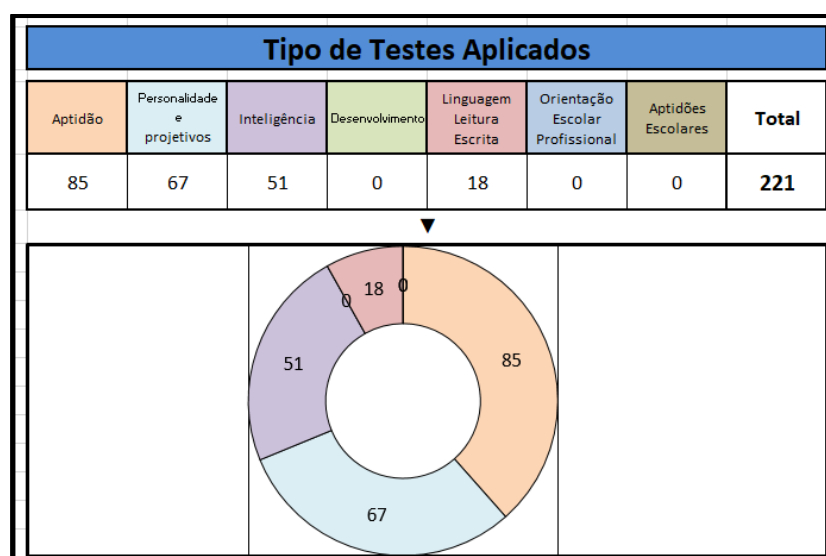 Tipo de Testes Aplicados
Aptidão
Personalidade
e
projetivos
Inteligência
Desenvolvimento
Linguagem
Leitura
Escrita
Orientação
Escolar
Profissional
Aptidões
Escolares
Total
85
67
51
0
18
0
0
221
▼
18
0
0
51
85
67